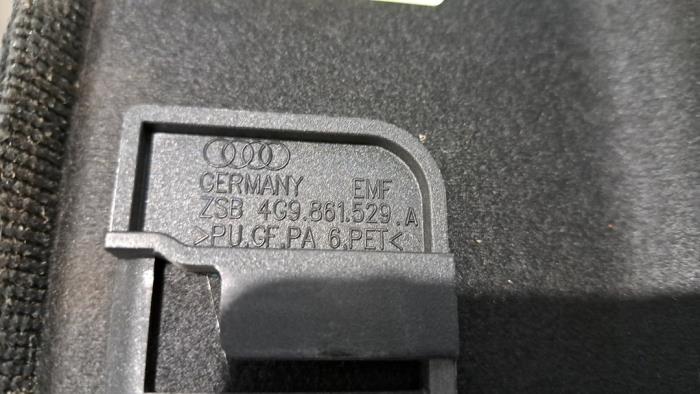 GERMANY EMF
ZSB 4G9.861.529.A
>PU.GF.PA 6.PET<